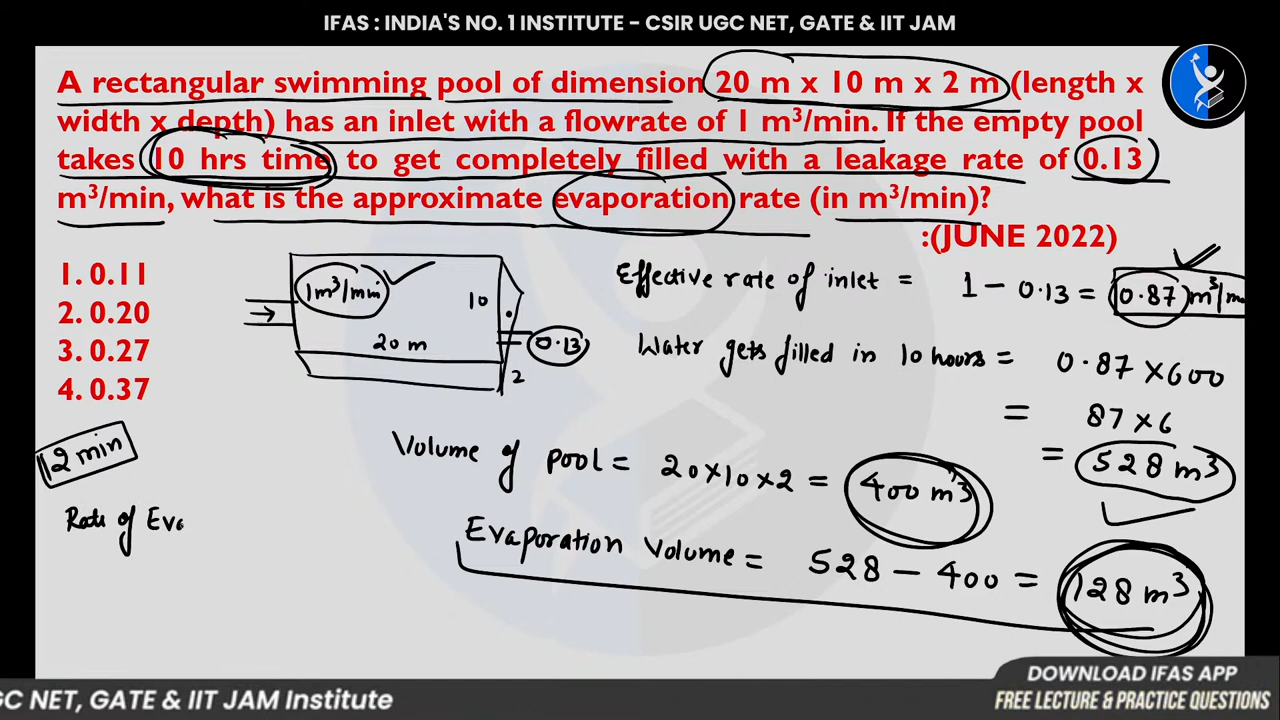 IFAS : INDIA'S NO. 1 INSTITUTE – CSIR UGC NET, GATE & IIT JAM
A rectangular swimming pool of dimension 20 m x 10 m x 2 m (length x
width x depth) has an inlet with a flowrate of 1 m³/min. If the empty pool
takes 10 hrs time to get completely filled with a leakage rate of 0.13
m³/min, what is the approximate evaporation rate (in m³/min)?
:(JUNE 2022)
1. 0.11
2. 0.20
3. 0.27
4. 0.37
1m³/min
10
20 m
0.13
2
Effective rate of inlet = 1 - 0.13 = 0.87 m³/m
Water gets filled in 10 hours = 0.87 x 600
= 87 x 6
= 528 m³
Volume of pool = 20x10x2 = 400 m³
12 min
Rate of Eva
Evaporation Volume = 528 - 400 = 128 m³
DOWNLOAD IFAS APP
FREE LECTURE & PRACTICE QUESTIONS
GC NET, GATE & IIT JAM Institute